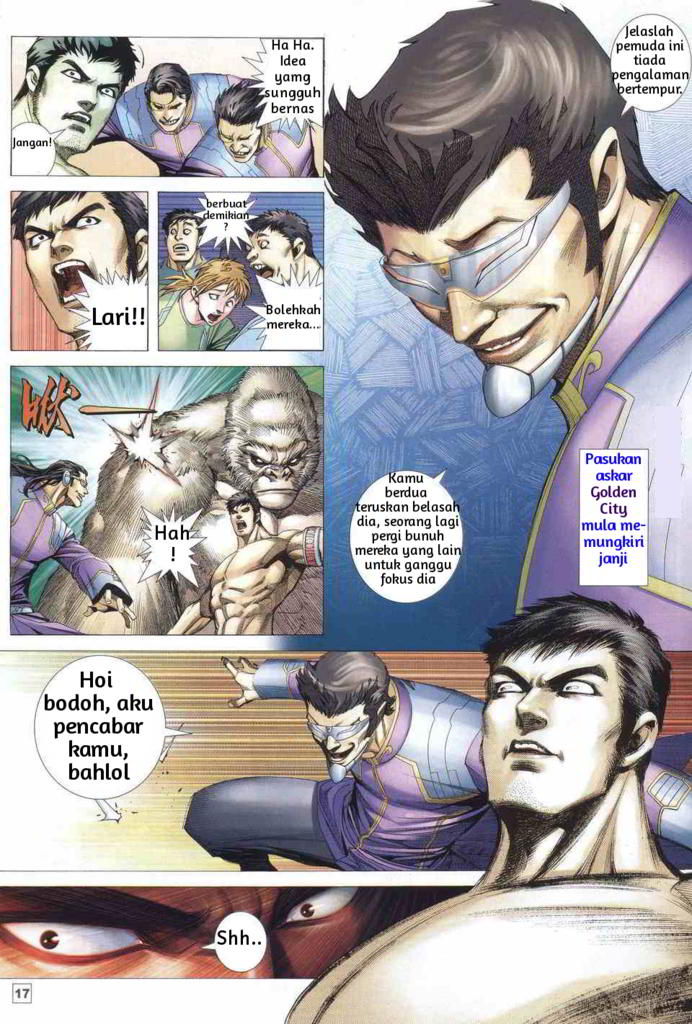 Jelaslah
pemuda ini
tiada
pengalaman
bertempur.
Ha Ha.
Idea
yamg
sungguh
bernas
Jangan!
Lari!!
berbuat
demikian
?
Bolehkah
mereka...
Hah
!
Kamu
berdua
teruskan belasah
dia, seorang lagi
pergi bunuh
mereka yang lain
untuk ganggu
fokus dia
Pasukan
askar
Golden
City
mula me-
mungkiri
janji
Hoi
bodoh, aku
pencabar
kamu,
bahlol
Shh..
17